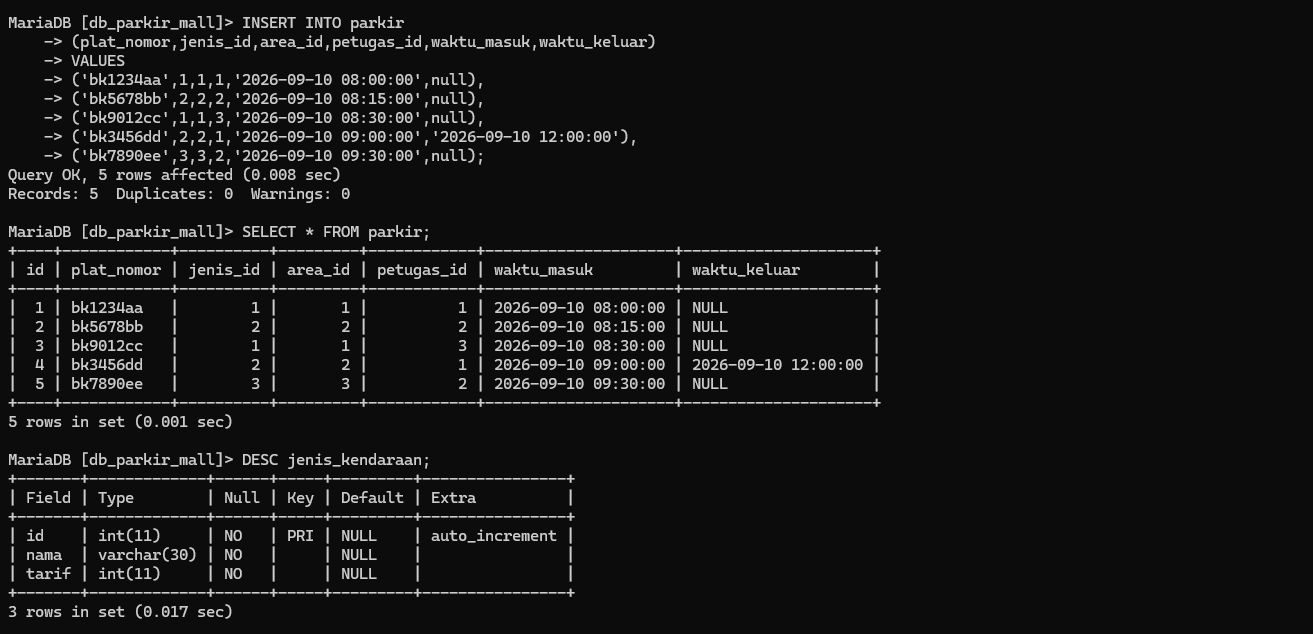 MariaDB [db_parkir_mall]> INSERT INTO parkir
    -> (plat_nomor,jenis_id,area_id,petugas_id,waktu_masuk,waktu_keluar)
    -> VALUES
    -> ('bk1234aa',1,1,1,'2026-09-10 08:00:00',null),
    -> ('bk5678bb',2,2,2,'2026-09-10 08:15:00',null),
    -> ('bk9012cc',1,1,3,'2026-09-10 08:30:00',null),
    -> ('bk3456dd',2,2,1,'2026-09-10 09:00:00','2026-09-10 12:00:00'),
    -> ('bk7890ee',3,3,2,'2026-09-10 09:30:00',null);
Query OK, 5 rows affected (0.008 sec)
Records: 5  Duplicates: 0  Warnings: 0

MariaDB [db_parkir_mall]> SELECT * FROM parkir;
+----+------------+----------+---------+------------+---------------------+---------------------+
| id | plat_nomor | jenis_id | area_id | petugas_id | waktu_masuk         | waktu_keluar        |
+----+------------+----------+---------+------------+---------------------+---------------------+
|  1 | bk1234aa   |        1 |       1 |          1 | 2026-09-10 08:00:00 | NULL                |
|  2 | bk5678bb   |        2 |       2 |          2 | 2026-09-10 08:15:00 | NULL                |
|  3 | bk9012cc   |        1 |       1 |          3 | 2026-09-10 08:30:00 | NULL                |
|  4 | bk3456dd   |        2 |       2 |          1 | 2026-09-10 09:00:00 | 2026-09-10 12:00:00 |
|  5 | bk7890ee   |        3 |       3 |          2 | 2026-09-10 09:30:00 | NULL                |
+----+------------+----------+---------+------------+---------------------+---------------------+
5 rows in set (0.001 sec)

MariaDB [db_parkir_mall]> DESC jenis_kendaraan;
+-------+-------------+------+-----+---------+----------------+
| Field | Type        | Null | Key | Default | Extra          |
+-------+-------------+------+-----+---------+----------------+
| id    | int(11)     | NO   | PRI | NULL    | auto_increment |
| nama  | varchar(30) | NO   |     | NULL    |                |
| tarif | int(11)     | NO   |     | NULL    |                |
+-------+-------------+------+-----+---------+----------------+
3 rows in set (0.017 sec)